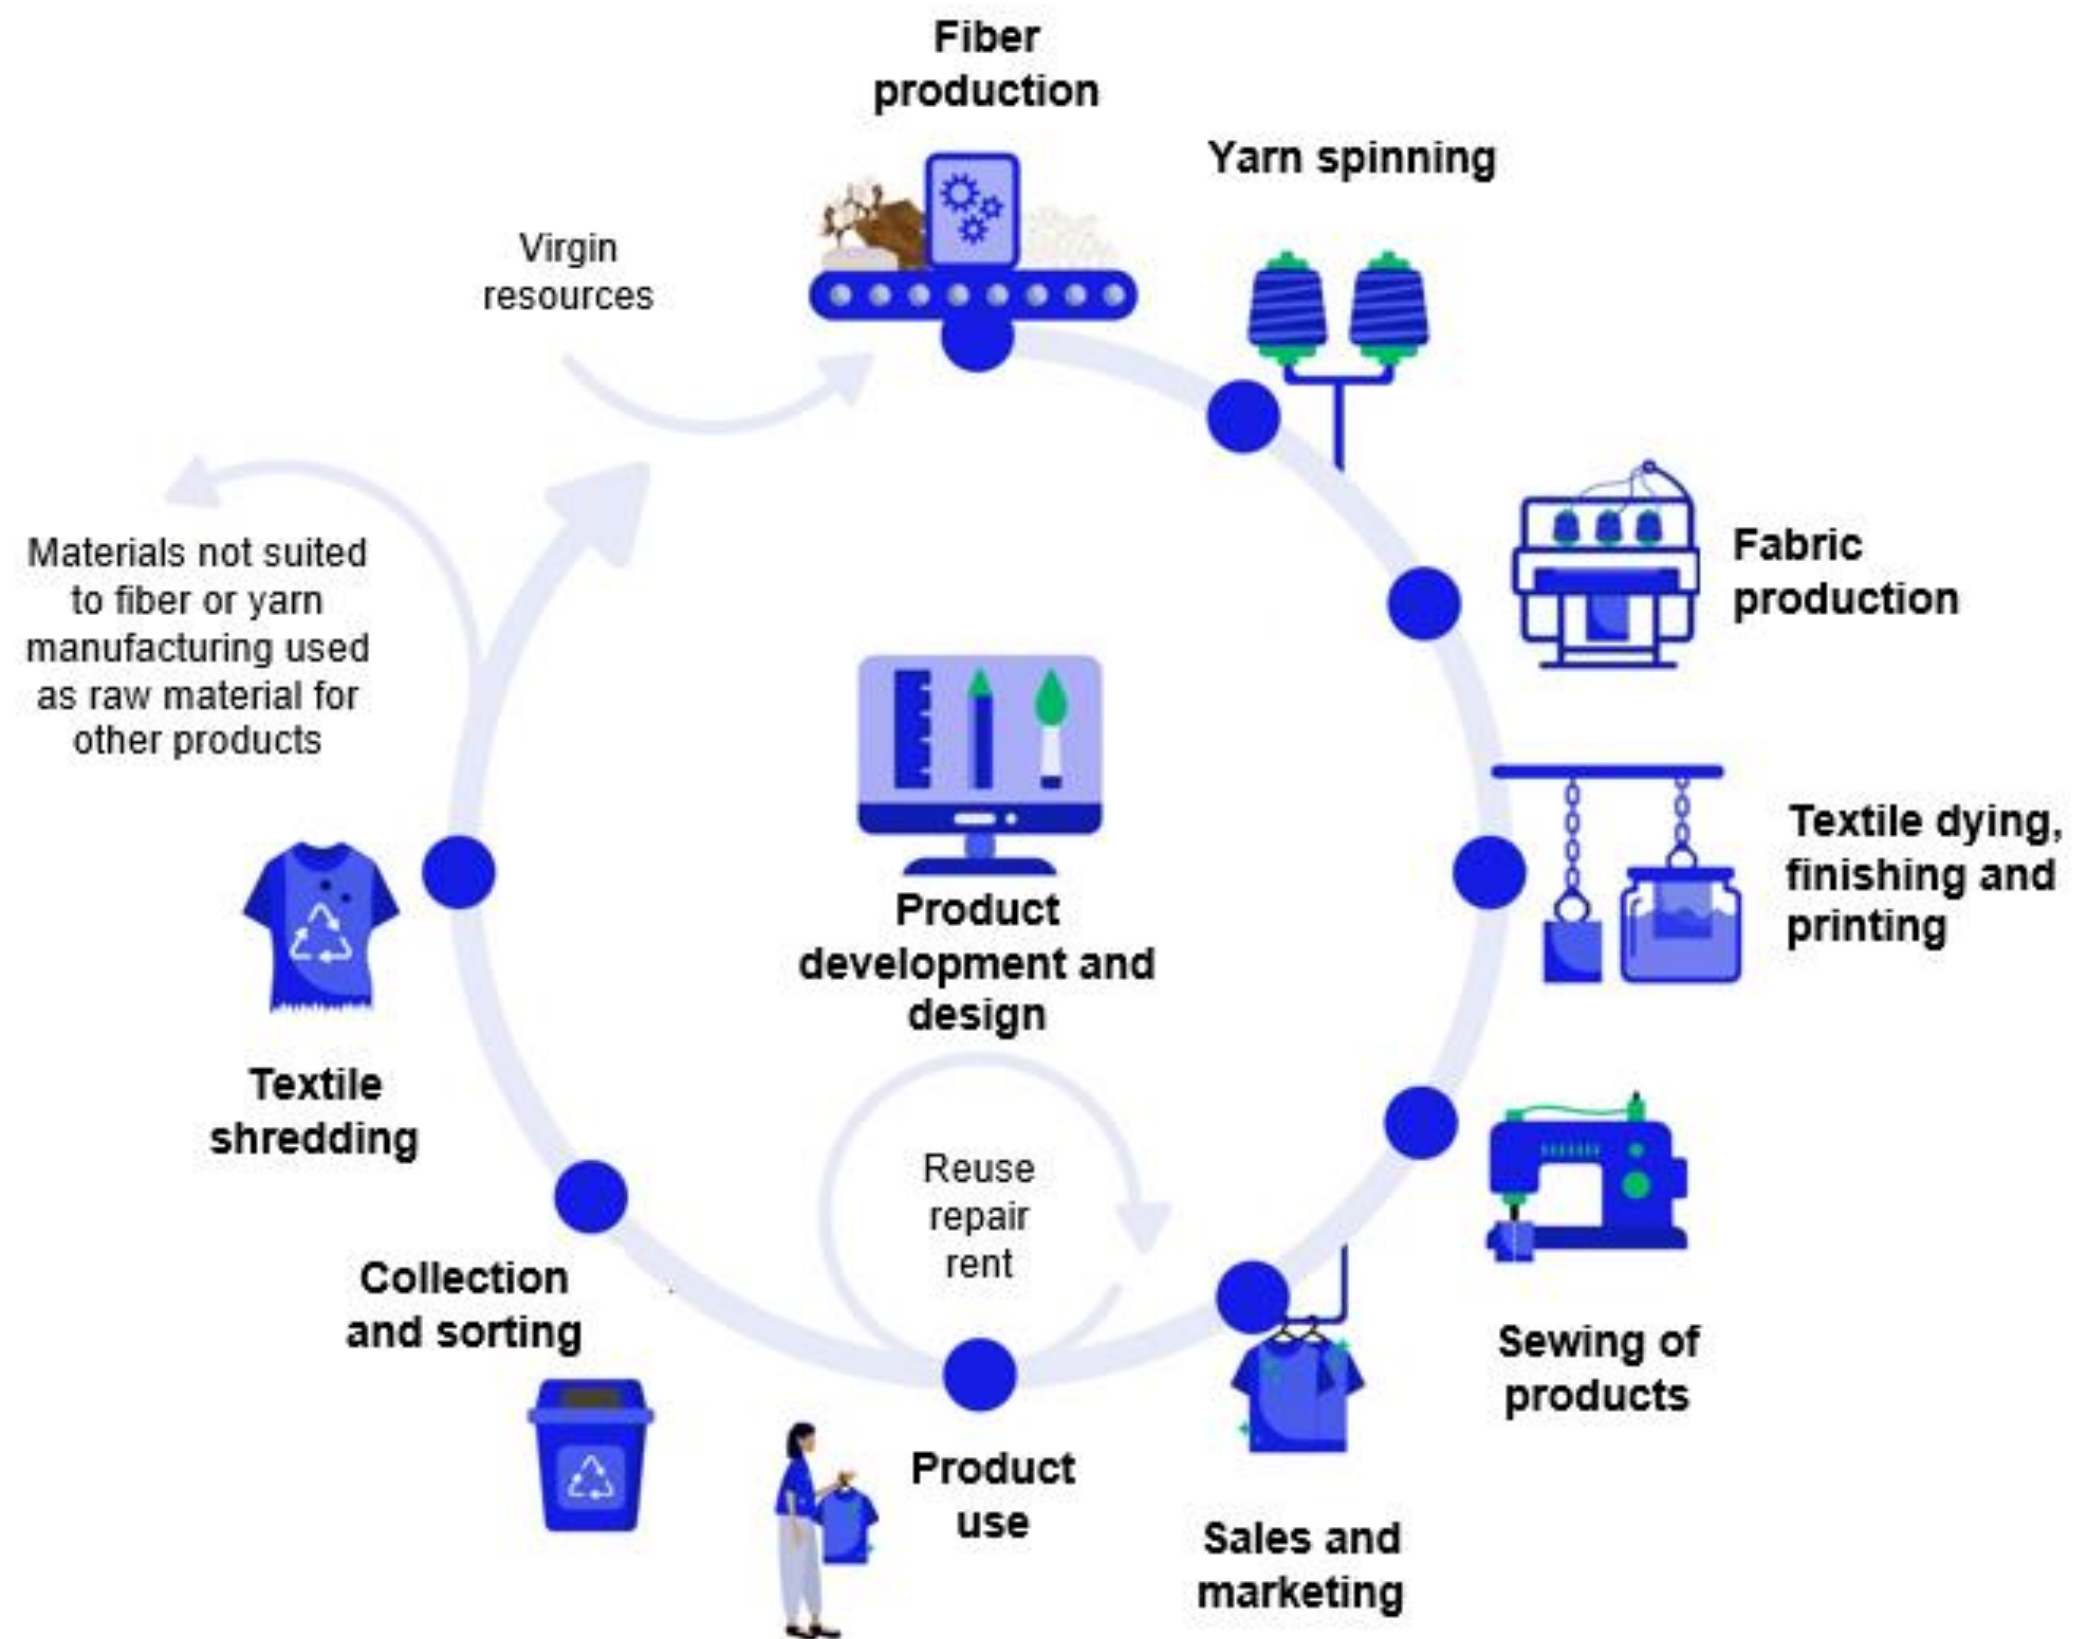 Fiber
production
Yarn spinning
Virgin
resources
Fabric
production
Materials not suited
to fiber or yarn
manufacturing used
as raw material for
other products
Textile dying,
finishing and
printing
Product
development and
design
Textile
shredding
Reuse
repair
rent
Collection
and sorting
Sewing of
products
Product
use
Sales and
marketing